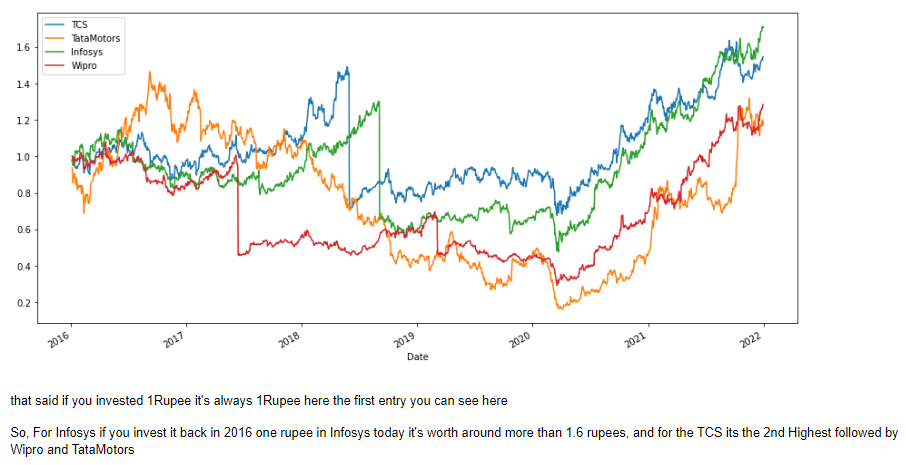 TCS
TataMotors
Infosys
Wipro
1.6
1.4
1.2
1.0
0.8
0.6
0.4
0.2
2016
2017
2018
2019
2020
2021
2022
Date
that said if you invested 1Rupee it's always 1Rupee here the first entry you can see here
So, For Infosys if you invest it back in 2016 one rupee in Infosys today it's worth around more than 1.6 rupees, and for the TCS its the 2nd Highest followed by
Wipro and TataMotors